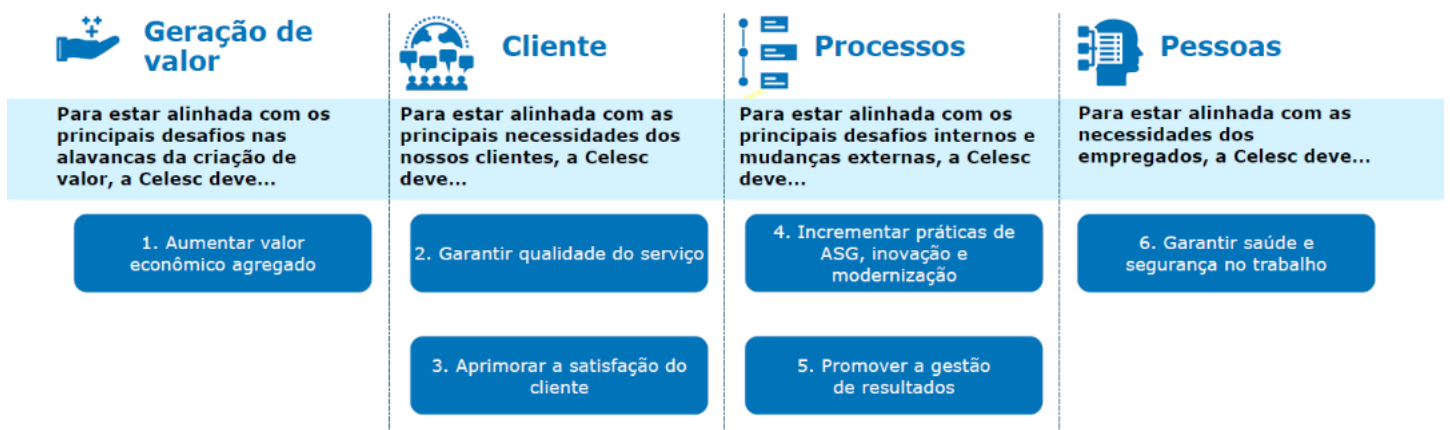 Geração de
valor
Para estar alinhada com os
principais desafios nas
alavancas da criação de
valor, a Celesc deve...
1. Aumentar valor
econômico agregado
Cliente
Para estar alinhada com as
principais necessidades dos
nossos clientes, a Celesc
deve...
2. Garantir qualidade do serviço
3. Aprimorar a satisfação do
cliente
Processos
Para estar alinhada com os
principais desafios internos e
mudanças externas, a Celesc
deve...
4. Incrementar práticas de
ASG, inovação e
modernização
5. Promover a gestão
de resultados
Pessoas
Para estar alinhada com as
necessidades dos
empregados, a Celesc deve...
6. Garantir saúde e
segurança no trabalho